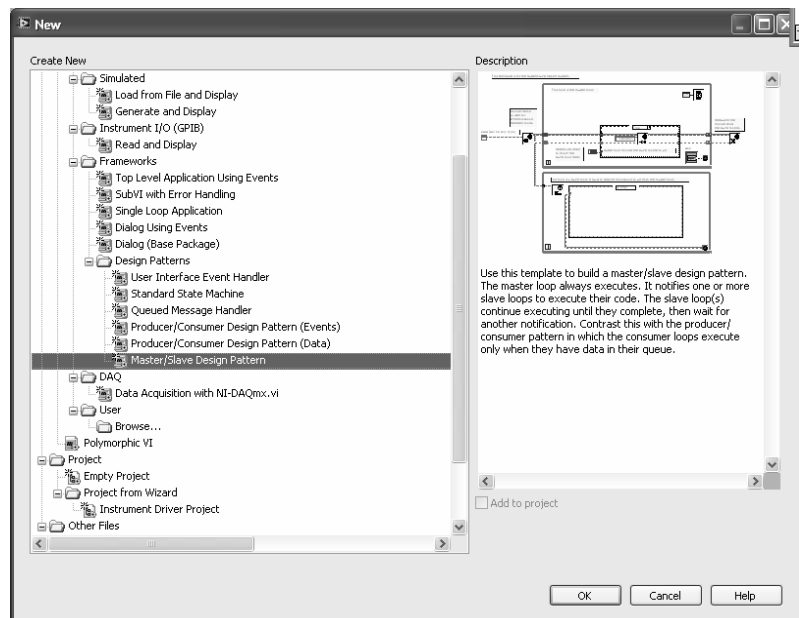 New
Create New
Simulated
Load from File and Display
Generate and Display
Instrument I/O (GPIB)
Read and Display
Frameworks
Top Level Application Using Events
SubVI with Error Handling
Single Loop Application
Dialog Using Events
Dialog (Base Package)
Design Patterns
User Interface Event Handler
Standard State Machine
Queued Message Handler
Producer/Consumer Design Pattern (Events)
Producer/Consumer Design Pattern (Data)
Master/Slave Design Pattern
DAQ
Data Acquisition with NI-DAQmx.vi
User
Browse...
Polymorphic VI
Project
Empty Project
Project from Wizard
Instrument Driver Project
Other Files
Description
Use this template to build a master/slave design pattern.
The master loop always executes. It notifies one or more
slave loops to execute their code. The slave loop(s)
continue executing until they complete, then wait for
another notification. Contrast this with the producer/
consumer pattern in which the consumer loops execute
only when they have data in their queue.
Add to project
OK
Cancel
Help